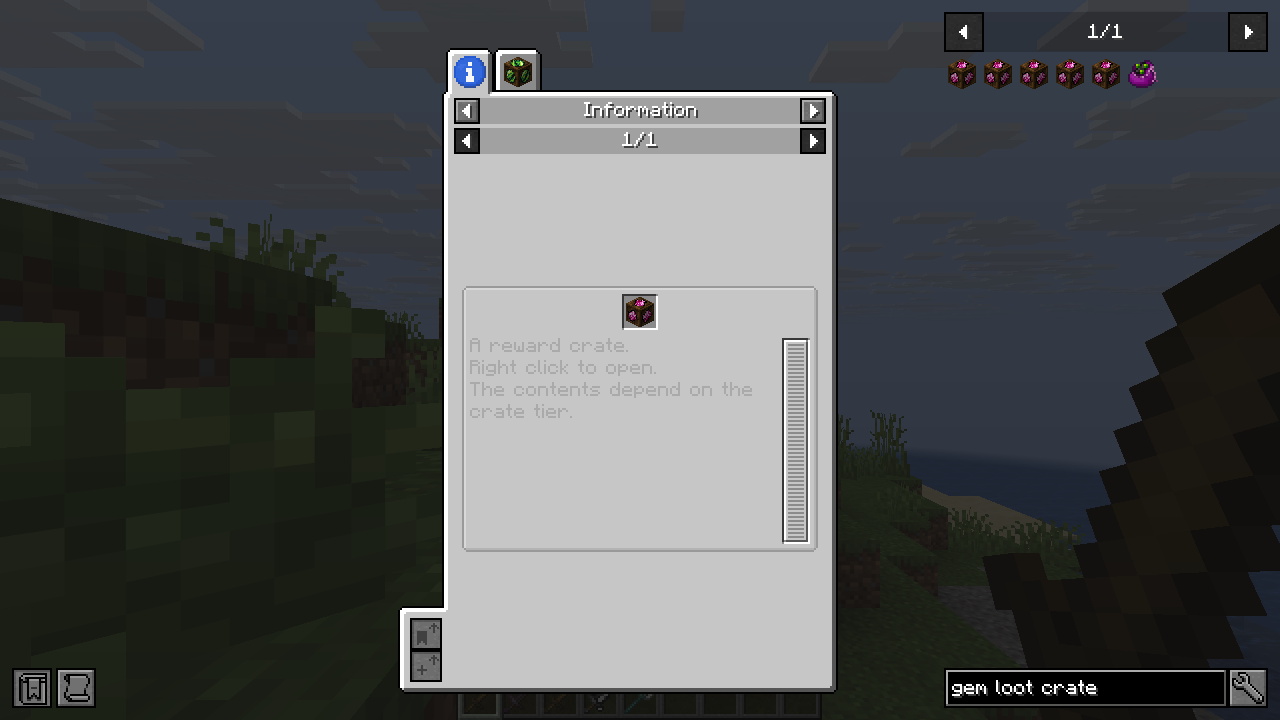 1/1
Information
1/1
A reward crate.
Right click to open.
The contents depend on the
crate tier.
gem loot crate